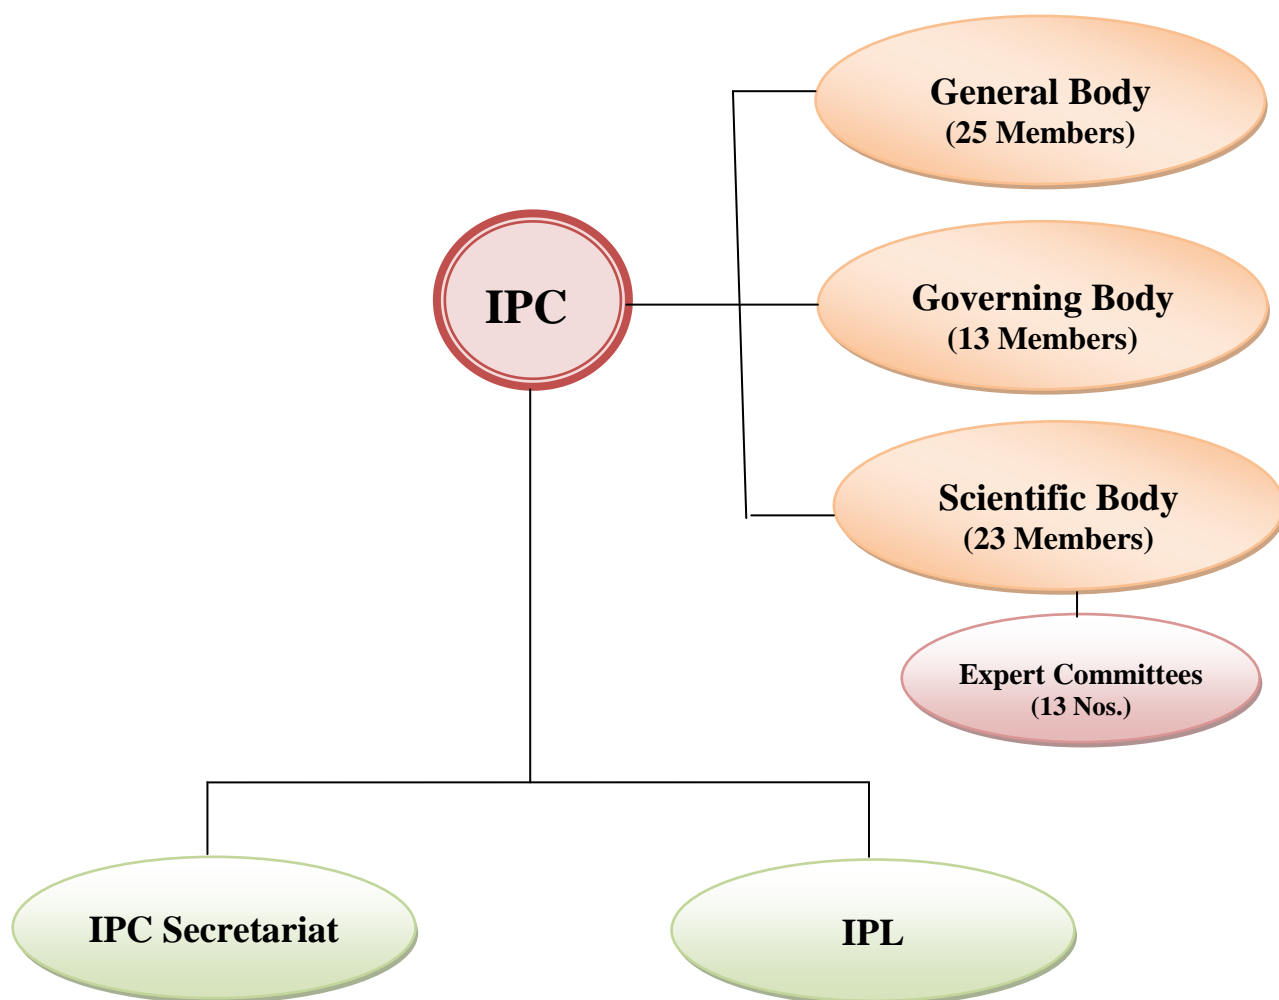 General Body
(25 Members)
IPC
Governing Body
(13 Members)
Scientific Body
(23 Members)
Expert Committees
(13 Nos.)
IPC Secretariat
IPL